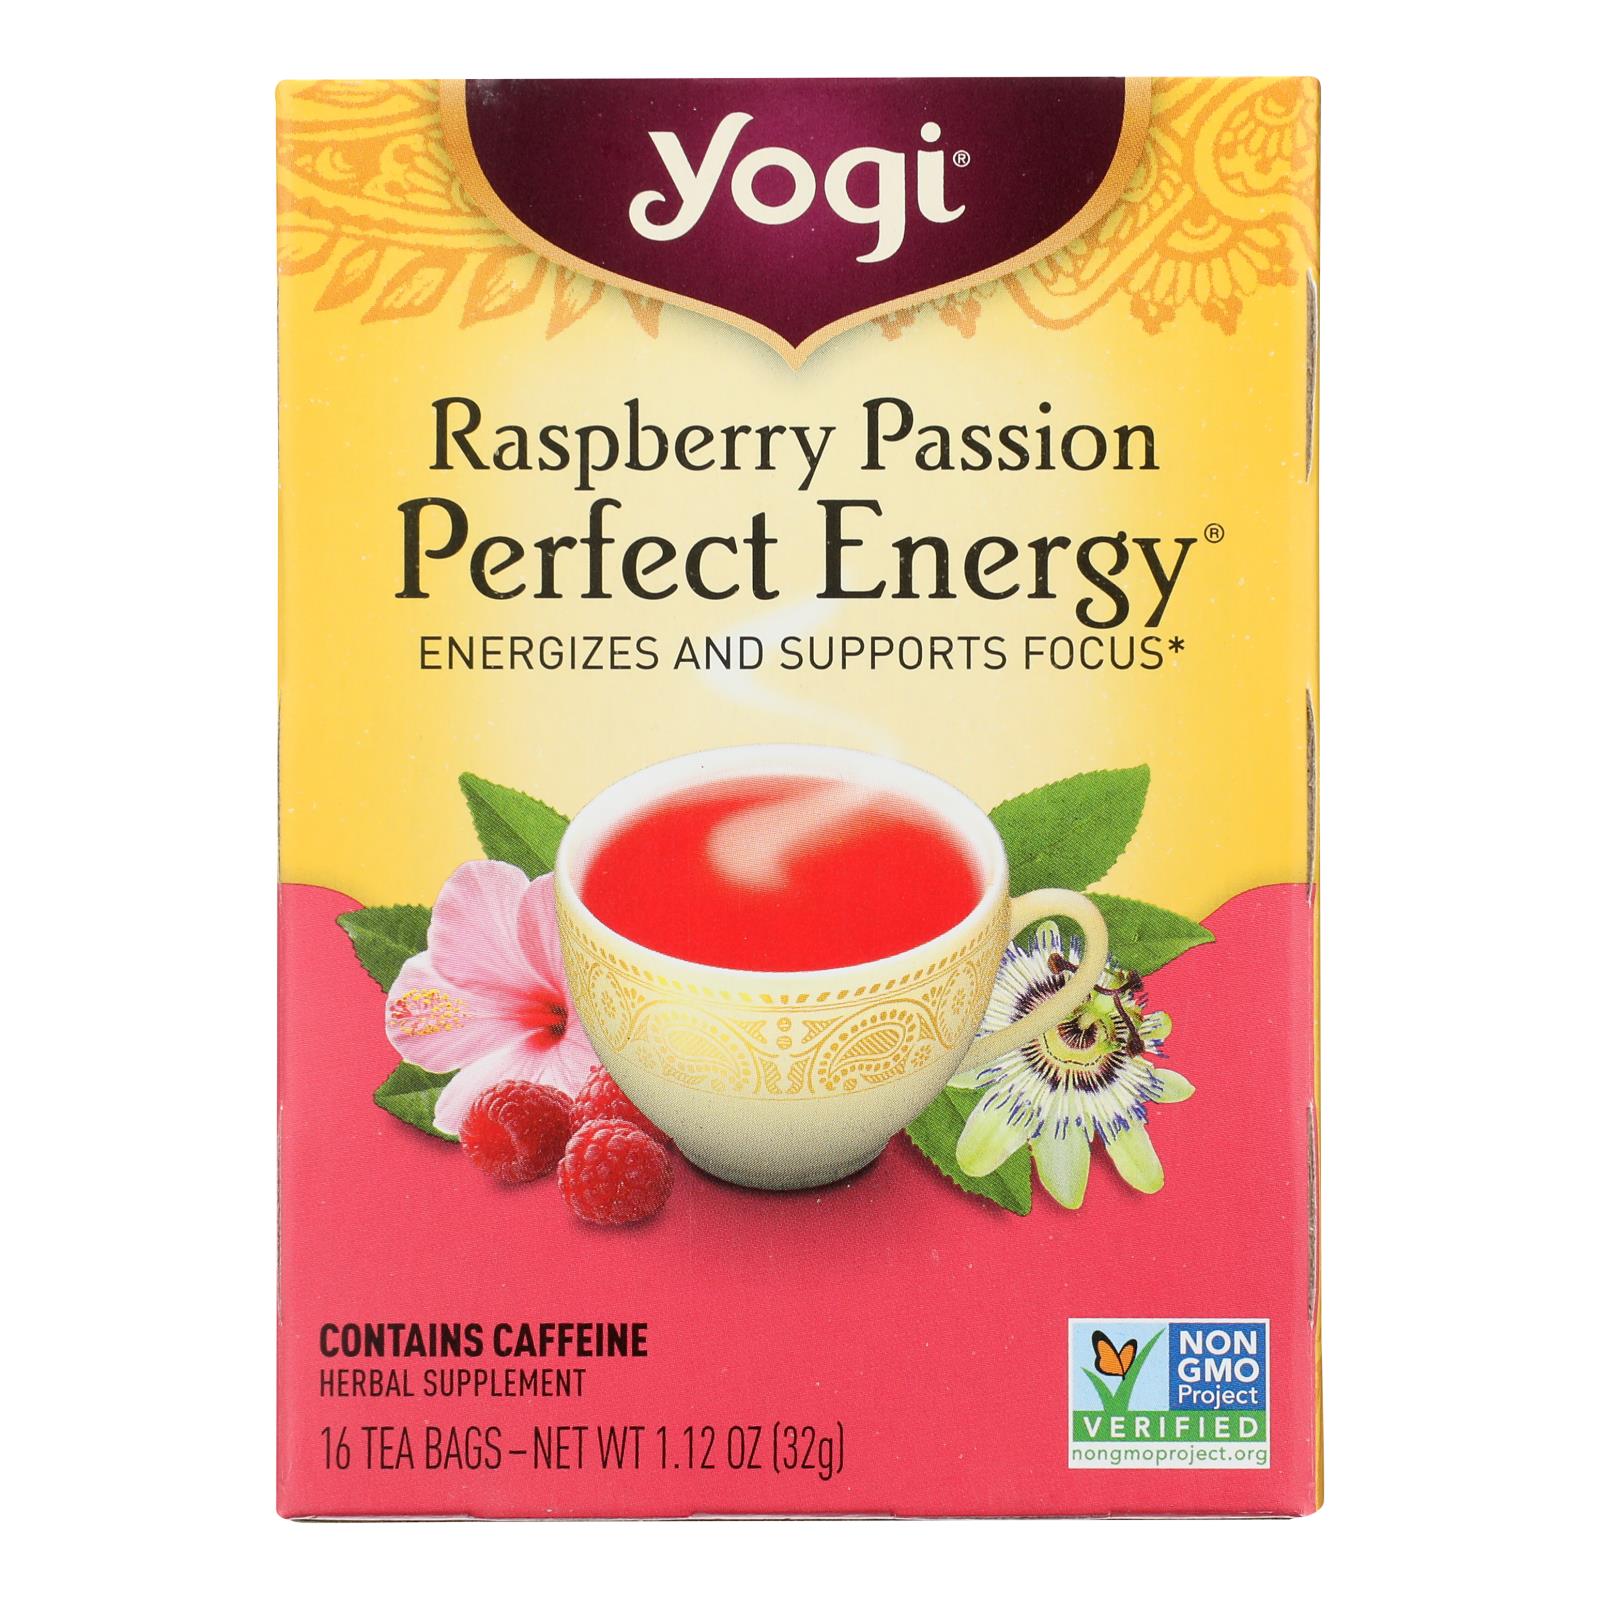 yogi®
Raspberry Passion
Perfect Energy®
ENERGIZES AND SUPPORTS FOCUS*
CONTAINS CAFFEINE
HERBAL SUPPLEMENT
16 TEA BAGS – NET WT 1.12 OZ (32g)
NON
GMO
Project
VERIFIED
nongmoproject.org